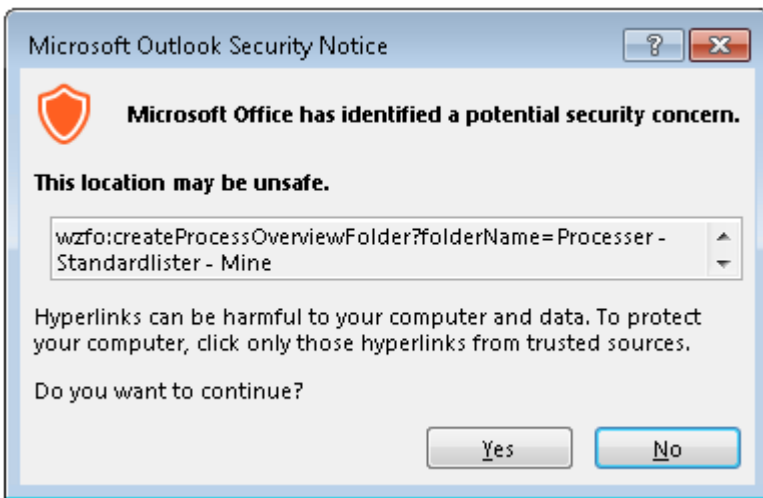 Microsoft Outlook Security Notice
Microsoft Office has identified a potential security concern.
This location may be unsafe.
wzfo:createProcessOverviewFolder?folderName=Processer -
Standardlister - Mine
Hyperlinks can be harmful to your computer and data. To protect
your computer, click only those hyperlinks from trusted sources.
Do you want to continue?
Yes No